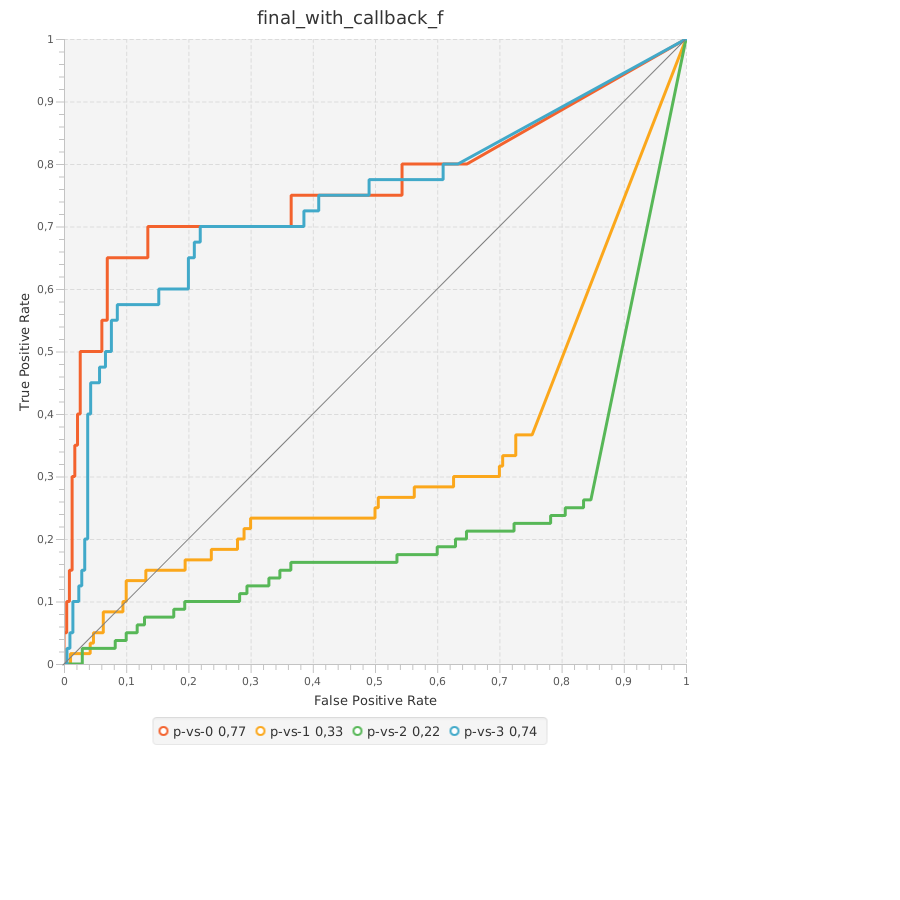 final_with_callback_f
1
0,9
0,8
0,7
0,6
0,5
0,4
0,3
0,2
0,1
0
True Positive Rate
0 0,1 0,2 0,3 0,4 0,5 0,6 0,7 0,8 0,9 1
False Positive Rate
p-vs-0 0,77 p-vs-1 0,33 p-vs-2 0,22 p-vs-3 0,74